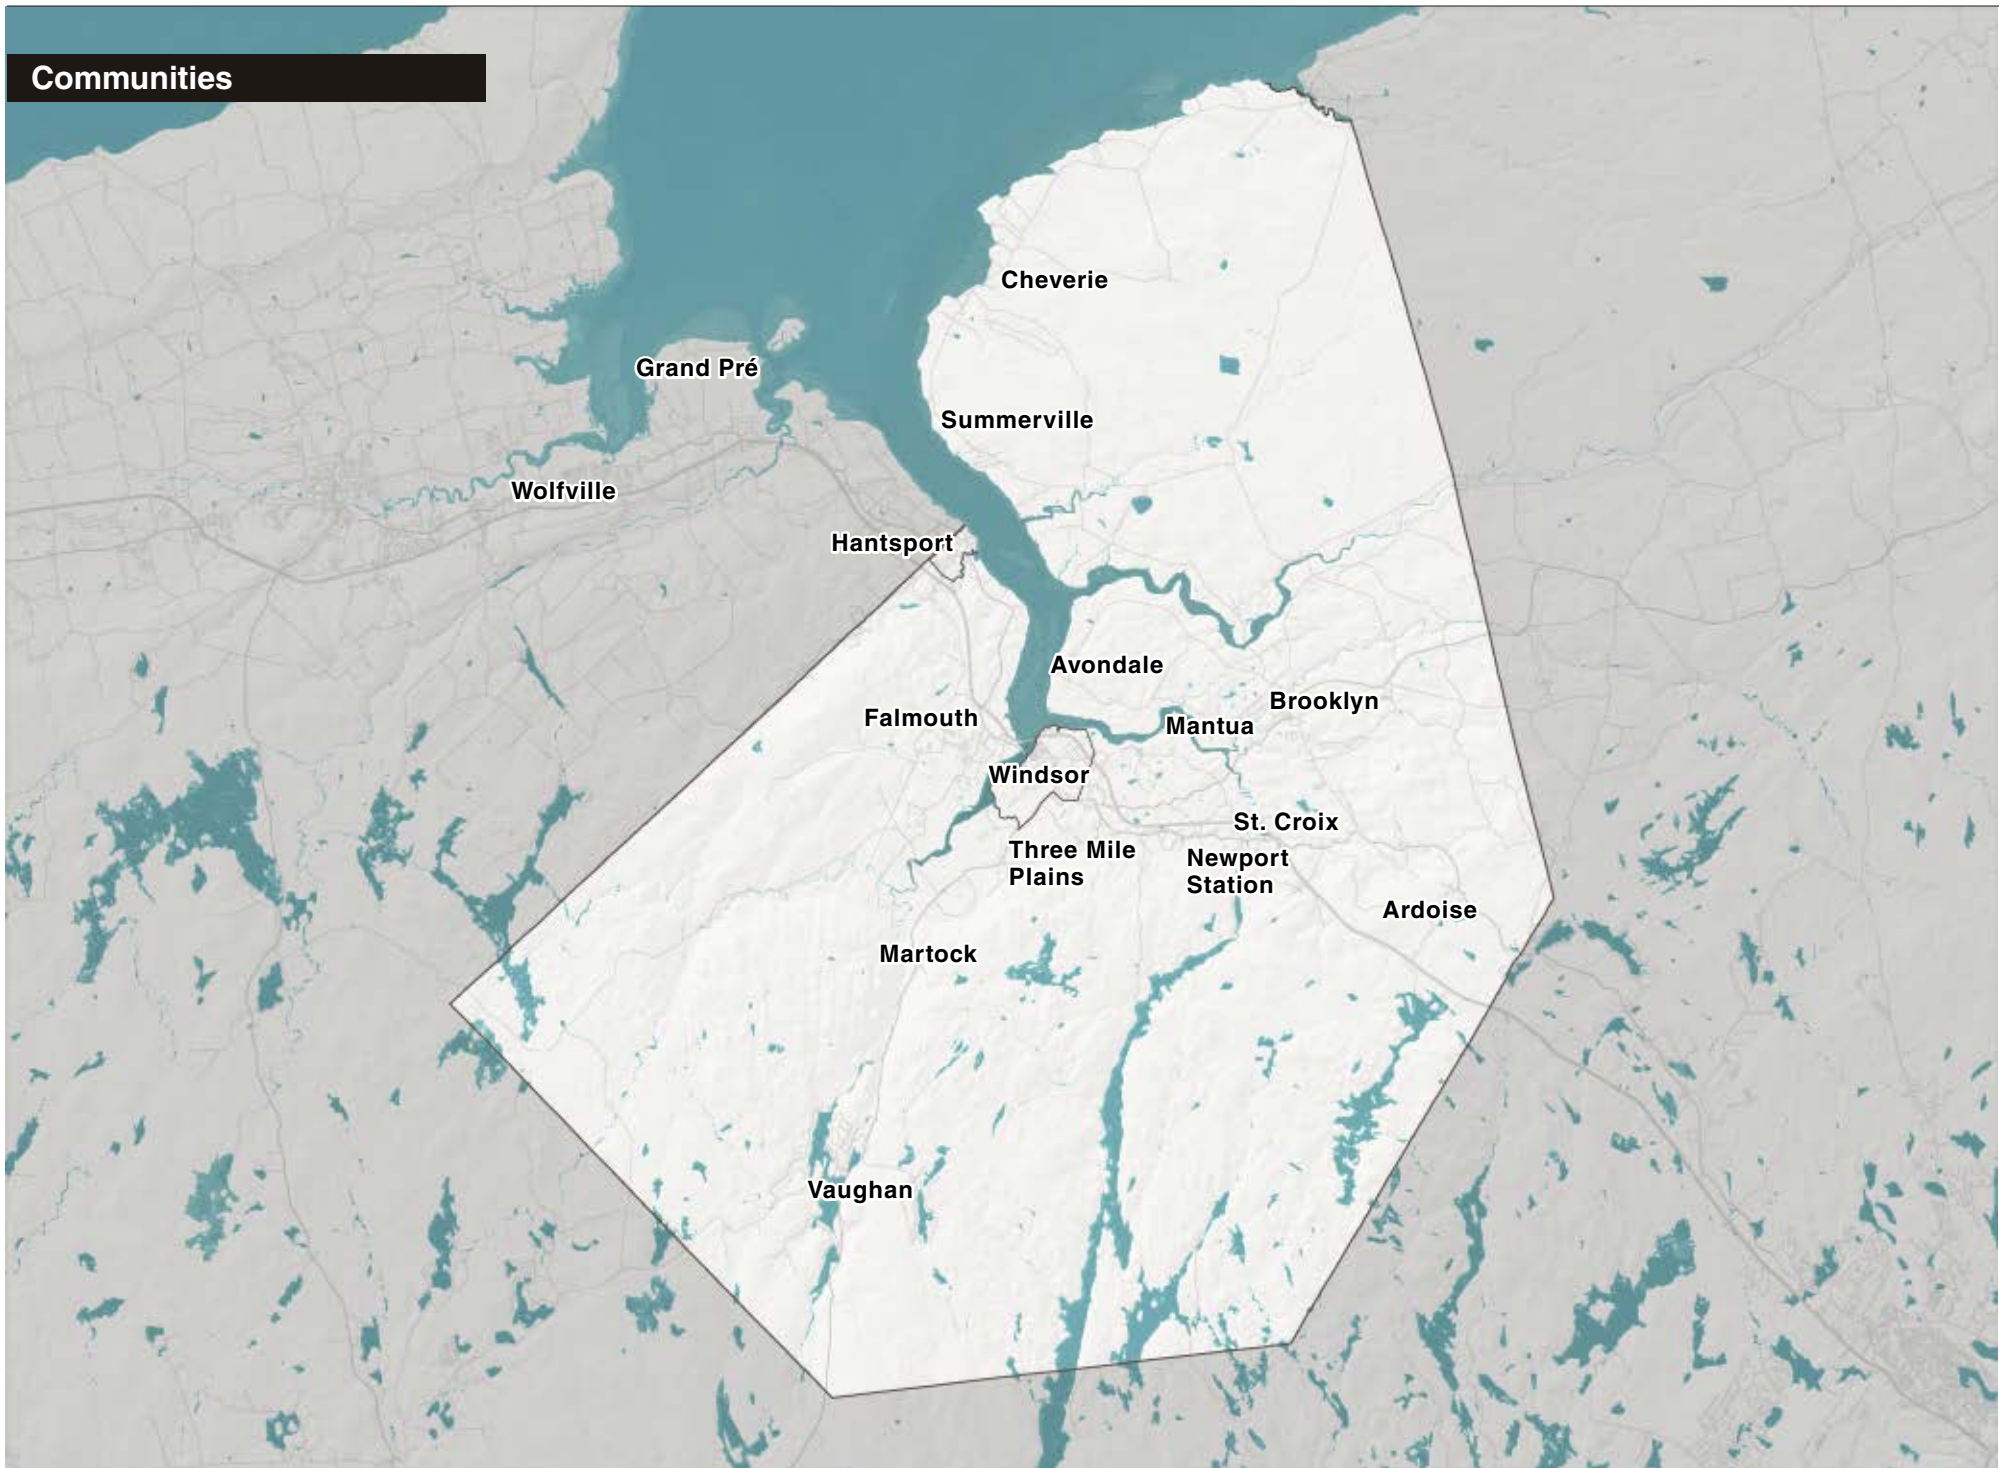 Communities
Cheverie
Grand Pré
Summerville
Wolfville
Hantsport
Avondale
Brooklyn
Falmouth
Mantua
Windsor
St. Croix
Three Mile
Plains
Newport
Station
Ardoise
Martock
Vaughan